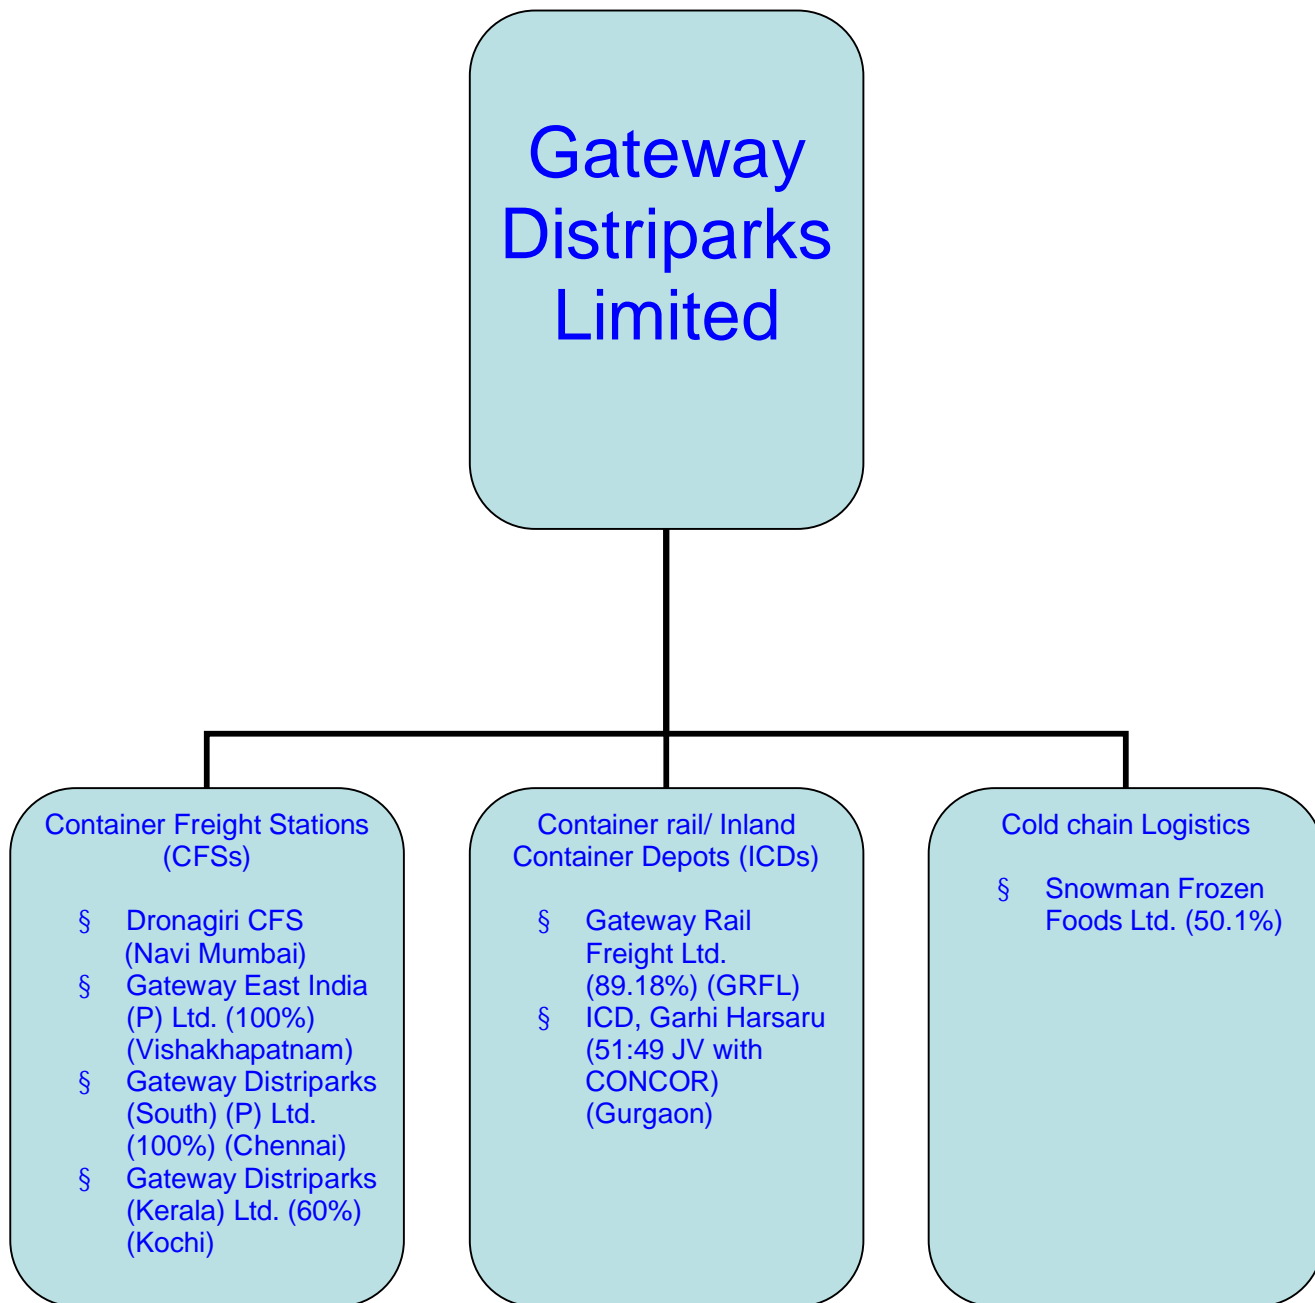 Gateway
Distriparks
Limited
Container Freight Stations
(CFSs)
§ Dronagiri CFS
(Navi Mumbai)
§ Gateway East India
(P) Ltd. (100%)
(Vishakhapatnam)
§ Gateway Distriparks
(South) (P) Ltd.
(100%) (Chennai)
§ Gateway Distriparks
(Kerala) Ltd. (60%)
(Kochi)
Container rail/ Inland
Container Depots (ICDs)
§ Gateway Rail
Freight Ltd.
(89.18%) (GRFL)
§ ICD, Garhi Harsaru
(51:49 JV with
CONCOR)
(Gurgaon)
Cold chain Logistics
§ Snowman Frozen
Foods Ltd. (50.1%)